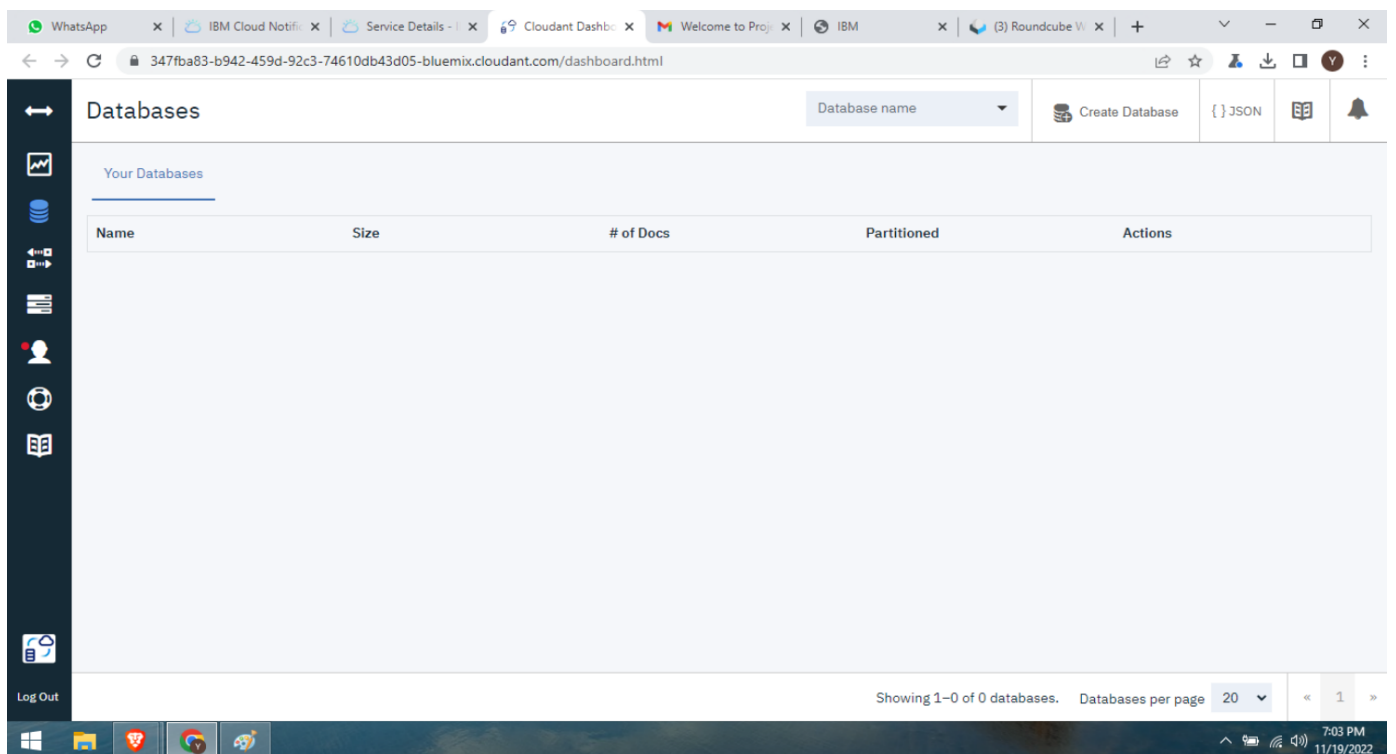 WhatsApp IBM Cloud Notific Service Details - I Cloudant Dashbo Welcome to Proje IBM (3) Roundcube W
347fba83-b942-459d-92c3-74610db43d05-bluemix.cloudant.com/dashboard.html Y
Databases Database name Create Database { } JSON
Your Databases
Name Size # of Docs Partitioned Actions
Log Out Showing 1–0 of 0 databases. Databases per page 20 « 1 »
7:03 PM
11/19/2022